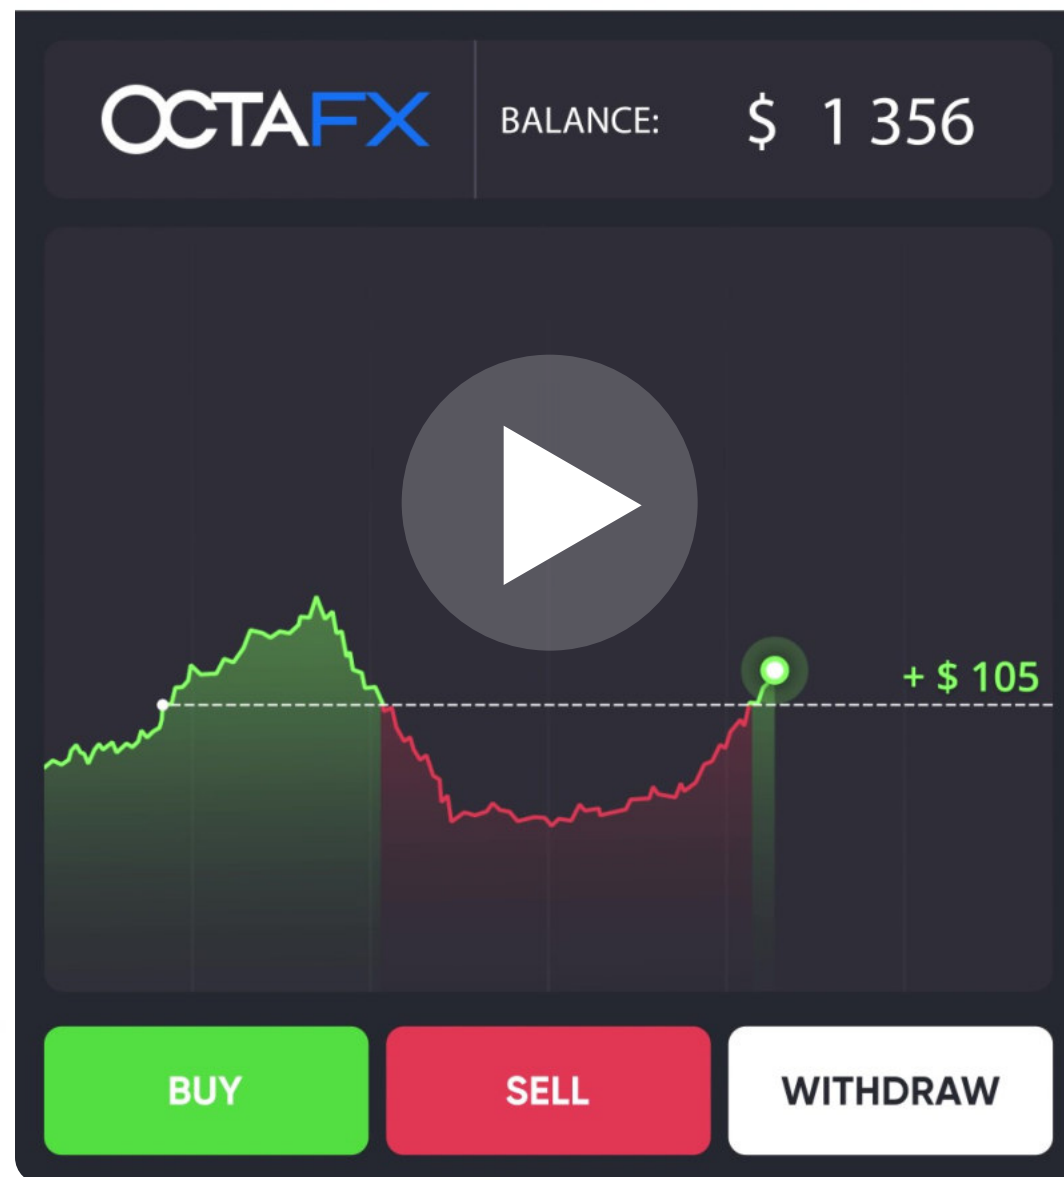 OCTAFX
BALANCE: $ 1 356
+ $ 105
BUY
SELL
WITHDRAW